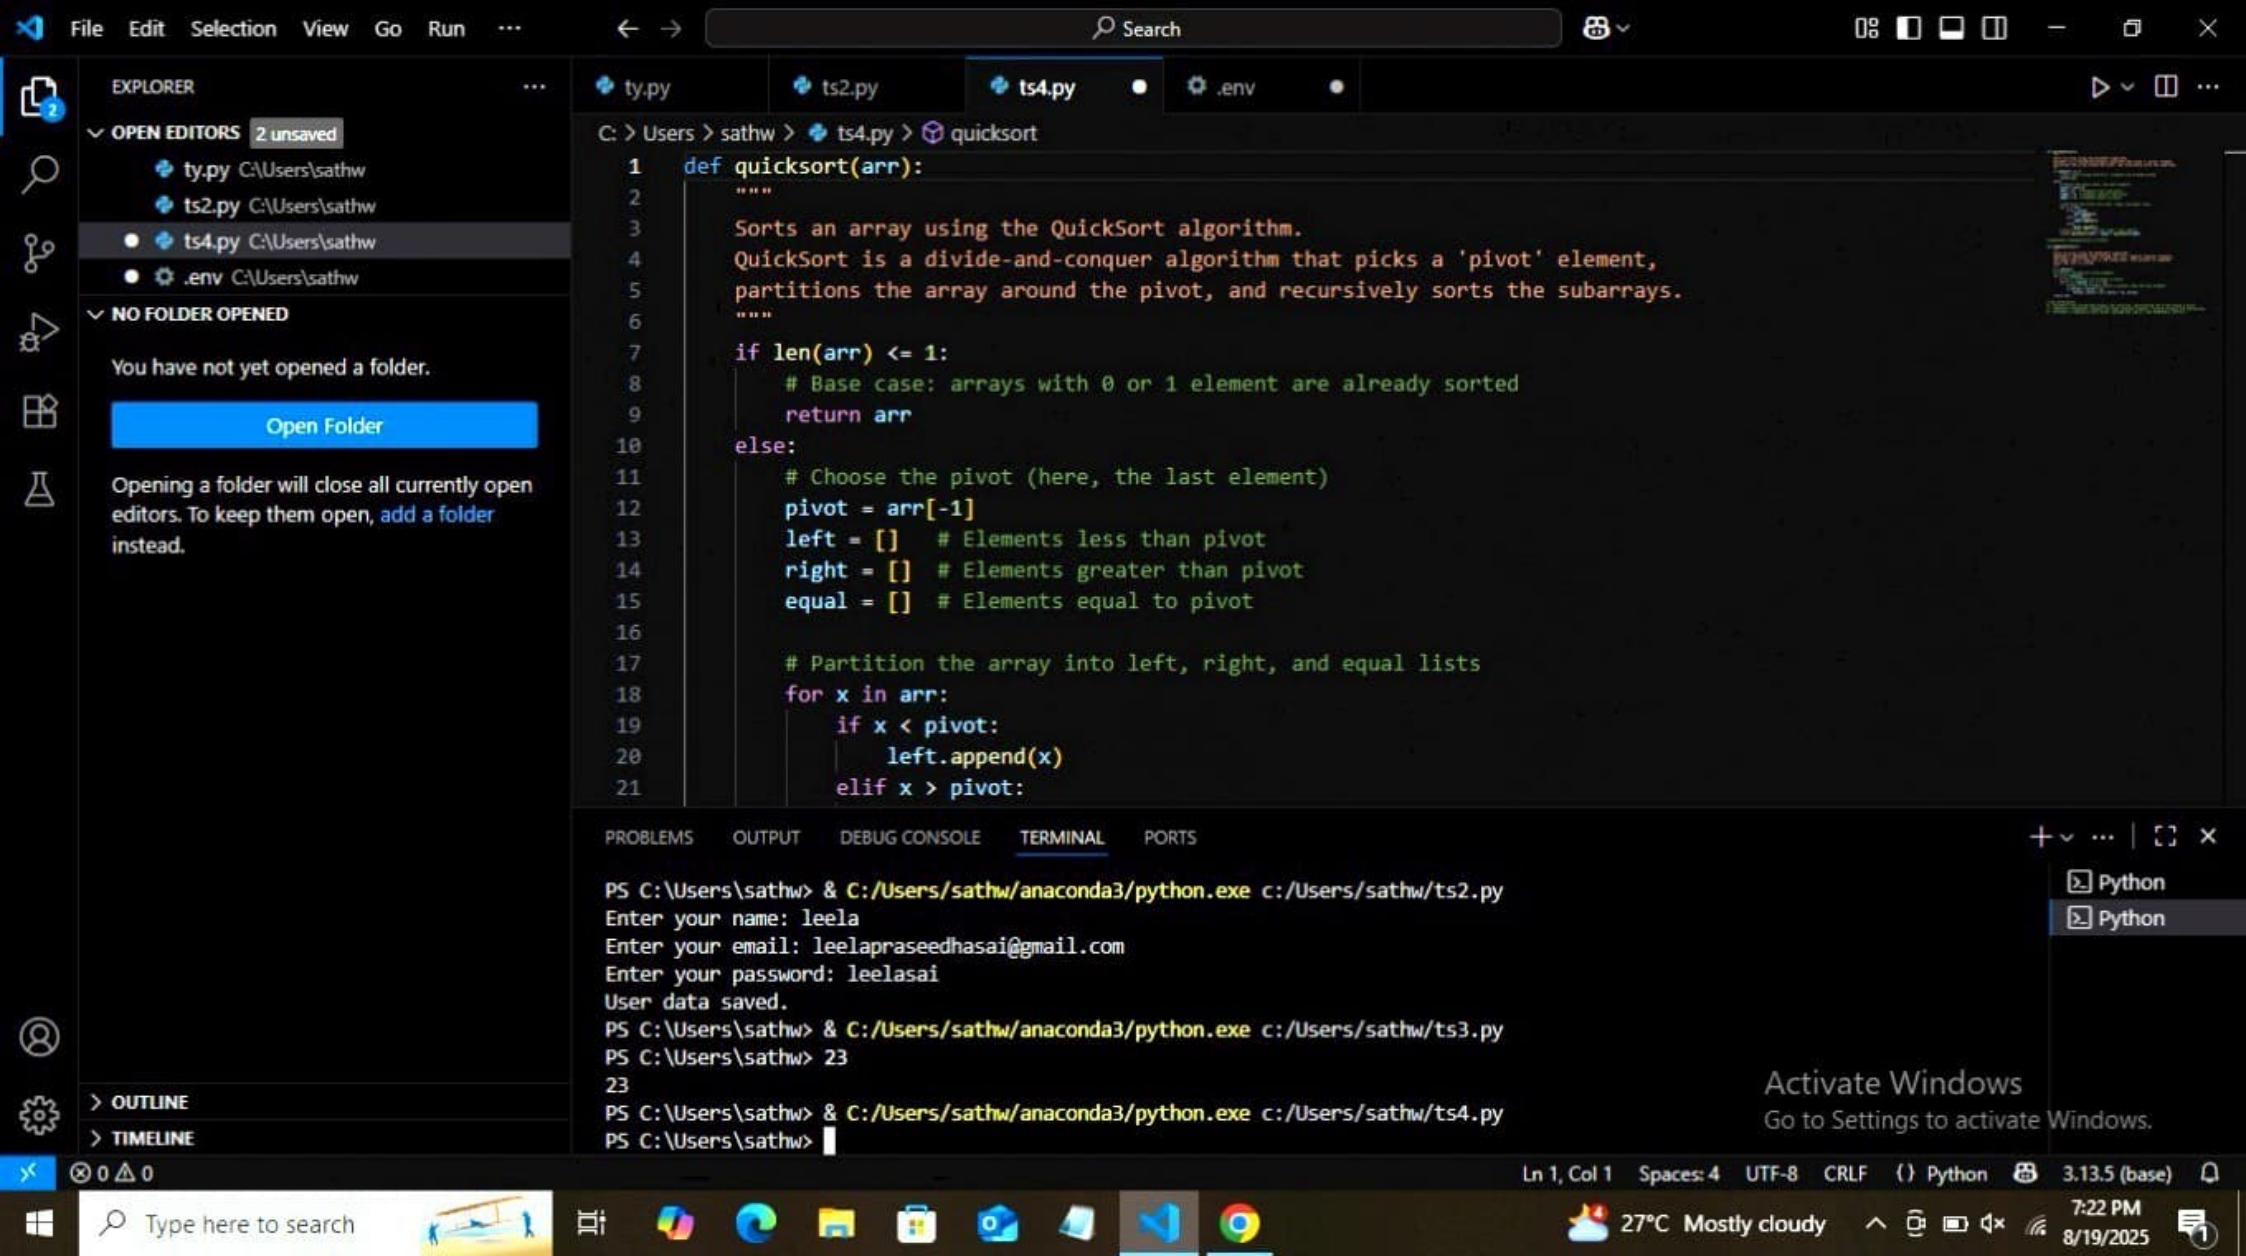 File Edit Selection View Go Run ···
Search
EXPLORER
OPEN EDITORS 2 unsaved
ty.py C:\Users\sathw
ts2.py C:\Users\sathw
ts4.py C:\Users\sathw
.env C:\Users\sathw
NO FOLDER OPENED
You have not yet opened a folder.
Open Folder
Opening a folder will close all currently open
editors. To keep them open, add a folder
instead.
OUTLINE
TIMELINE
ty.py ts2.py ts4.py .env
C: > Users > sathw > ts4.py > quicksort
1 def quicksort(arr):
2 """
3 Sorts an array using the QuickSort algorithm.
4 QuickSort is a divide-and-conquer algorithm that picks a 'pivot' element,
5 partitions the array around the pivot, and recursively sorts the subarrays.
6 """
7 if len(arr) <= 1:
8 # Base case: arrays with 0 or 1 element are already sorted
9 return arr
10 else:
11 # Choose the pivot (here, the last element)
12 pivot = arr[-1]
13 left = [] # Elements less than pivot
14 right = [] # Elements greater than pivot
15 equal = [] # Elements equal to pivot
16
17 # Partition the array into left, right, and equal lists
18 for x in arr:
19 if x < pivot:
20 left.append(x)
21 elif x > pivot:
PROBLEMS OUTPUT DEBUG CONSOLE TERMINAL PORTS
PS C:\Users\sathw> & C:/Users/sathw/anaconda3/python.exe c:/Users/sathw/ts2.py
Enter your name: leela
Enter your email: leelapraseedhasai@gmail.com
Enter your password: leelasai
User data saved.
PS C:\Users\sathw> & C:/Users/sathw/anaconda3/python.exe c:/Users/sathw/ts3.py
PS C:\Users\sathw> 23
23
PS C:\Users\sathw> & C:/Users/sathw/anaconda3/python.exe c:/Users/sathw/ts4.py
PS C:\Users\sathw>
Python
Python
Activate Windows
Go to Settings to activate Windows.
2
0 0
Ln 1, Col 1 Spaces: 4 UTF-8 CRLF {} Python 3.13.5 (base)
Type here to search
4
27°C Mostly cloudy
7:22 PM
8/19/2025
1